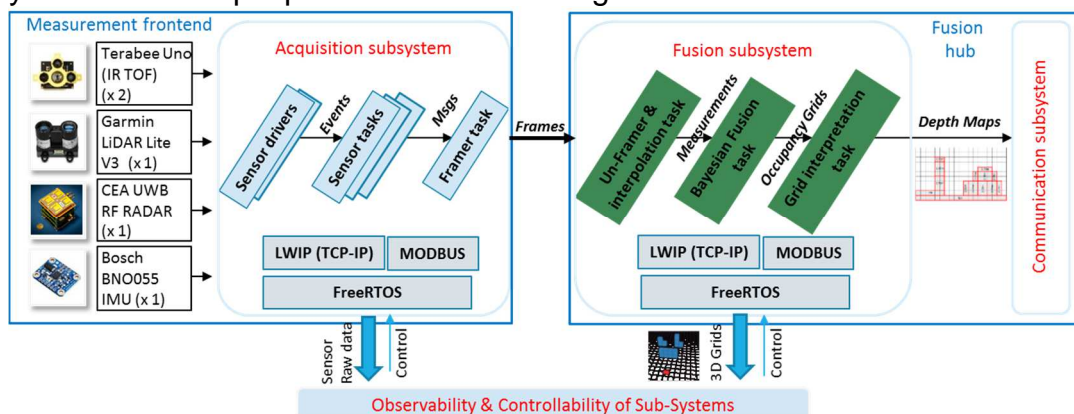 Measurement frontend
Terabee Uno
(IR TOF)
(x 2)
Garmin
LiDAR Lite
V3 (x 1)
CEA UWB
RF RADAR
(x 1)
Bosch
BNO055
IMU (x 1)
Acquisition subsystem
Sensor drivers
Events
Sensor tasks
Msgs
Framer task
LWIP (TCP-IP)
MODBUS
FreeRTOS
Frames
Fusion subsystem
Un-Framer &
interpolation task
Measurements
Bayesian Fusion
task
Occupancy Grids
Grid interpretation
task
LWIP (TCP-IP)
MODBUS
FreeRTOS
Fusion
hub
Depth Maps
Communication subsystem
Sensor
Raw data
Control
3D Grids
Control
Observability & Controllability of Sub-Systems